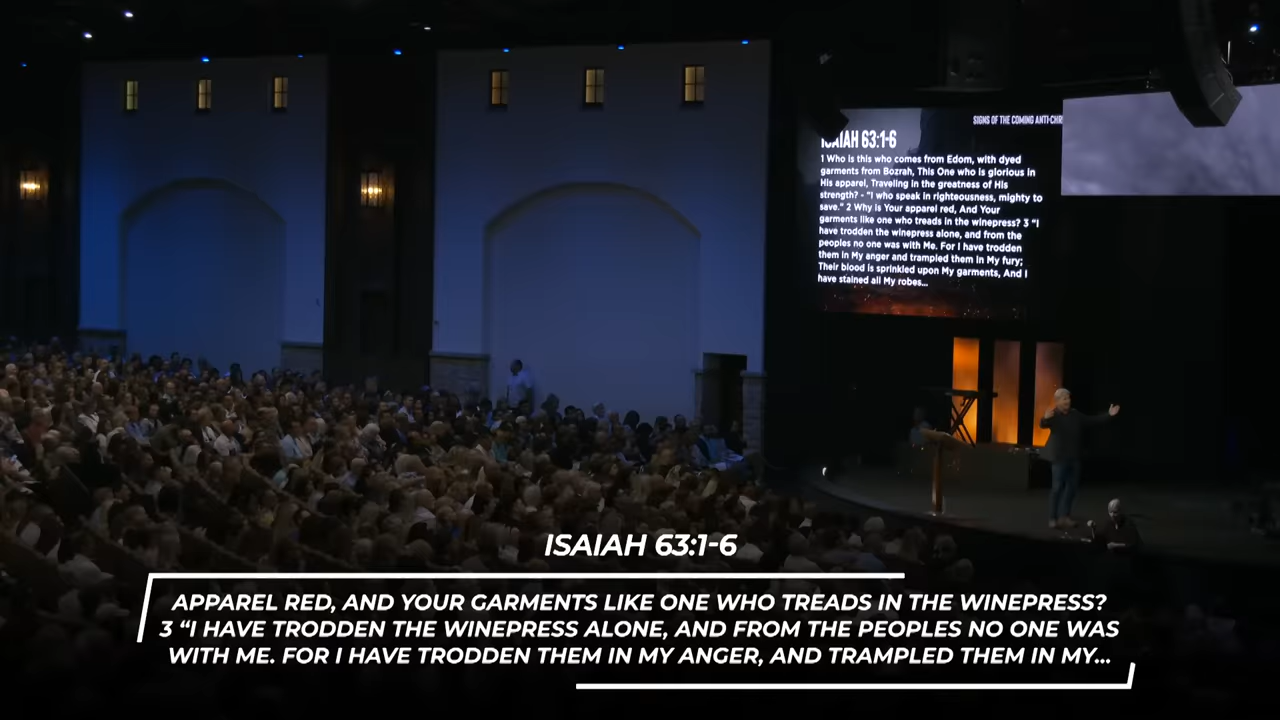 SIGNS OF THE COMING ANTI-CHR
ISAIAH 63:1-6
1 Who is this who comes from Edom, with dyed
garments from Bozrah, This One who is glorious in
His apparel, Traveling in the greatness of His
strength? - "I who speak in righteousness, mighty to
save." 2 Why is Your apparel red, And Your
garments like one who treads in the winepress? 3 "I
have trodden the winepress alone, and from the
peoples no one was with Me. For I have trodden
them in My anger and trampled them in My fury;
Their blood is sprinkled upon My garments, And I
have stained all My robes...
ISAIAH 63:1-6
APPAREL RED, AND YOUR GARMENTS LIKE ONE WHO TREADS IN THE WINEPRESS?
3 “I HAVE TRODDEN THE WINEPRESS ALONE, AND FROM THE PEOPLES NO ONE WAS
WITH ME. FOR I HAVE TRODDEN THEM IN MY ANGER, AND TRAMPLED THEM IN MY...